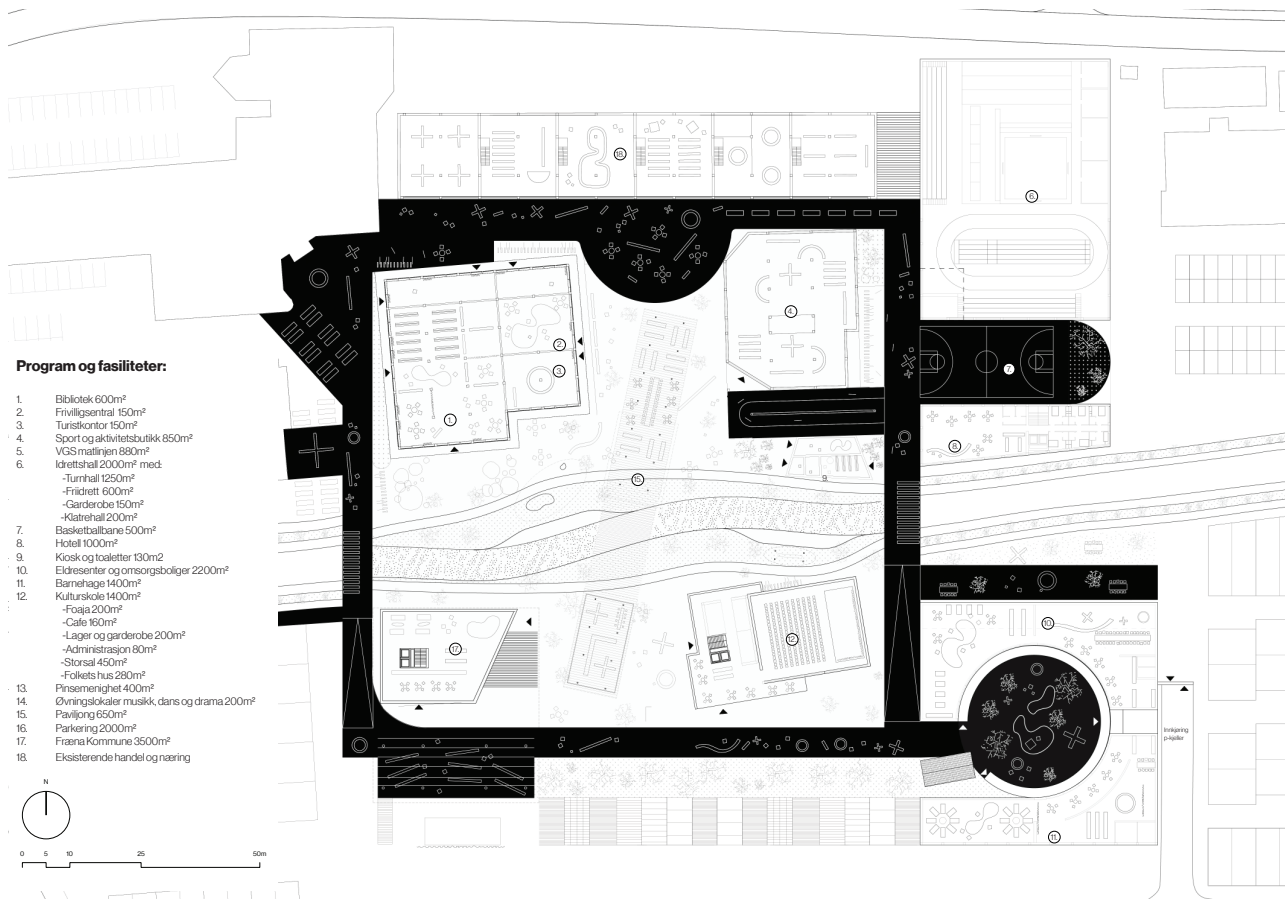 Program og fasiliteter:
1. Bibliotek 600m²
2. Frivilligsentral 150m²
3. Turistkontor 150m²
4. Sport og aktivitetsbutikk 850m²
5. VGS matlinjen 880m²
6. Idrettshall 2000m² med:
-Turnhall 1250m²
-Friidrett 600m²
-Garderobe 150m²
-Klatrehall 200m²
7. Basketballbane 500m²
8. Hotell 1000m²
9. Kiosk og toaletter 130m2
10. Eldresenter og omsorgsboliger 2200m²
11. Barnehage 1400m²
12. Kulturskole 1400m²
-Foaja 200m²
-Cafe 160m²
-Lager og garderobe 200m²
-Administrasjon 80m²
-Storsal 450m²
-Folkets hus 280m²
13. Pinsemenighet 400m²
14. Øvningslokaler musikk, dans og drama 200m²
15. Paviljong 650m²
16. Parkering 2000m²
17. Fræna Kommune 3500m²
18. Eksisterende handel og næring
N
0 5 10 25 50m
18.
6.
4.
2.
3.
7.
1.
8.
15.
9.
10.
12.
17.
Innkjøring
p-kjeller
11.